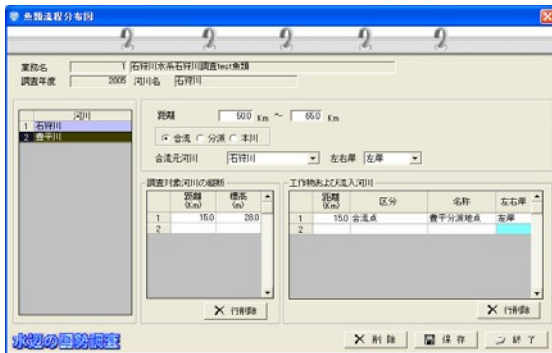 魚類流程分布図
業務名 1 石狩川水系石狩川調査test魚類
調査年度 2005 河川名 石狩川
河川
1 石狩川
2 豊平川
距離 50.0 Km ～ 65.0 Km
合流 分派 本川
合流元河川 石狩川 左右岸 左岸
調査対象河川の縦断
距離(Km) 標高(m)
1 15.0 28.0
2
行削除
工作物および流入河川
距離(Km) 区分 名称 左右岸
1 15.0 合流点 豊平分派地点 左岸
2
行削除
水辺の国勢調査
削除 保存 終了